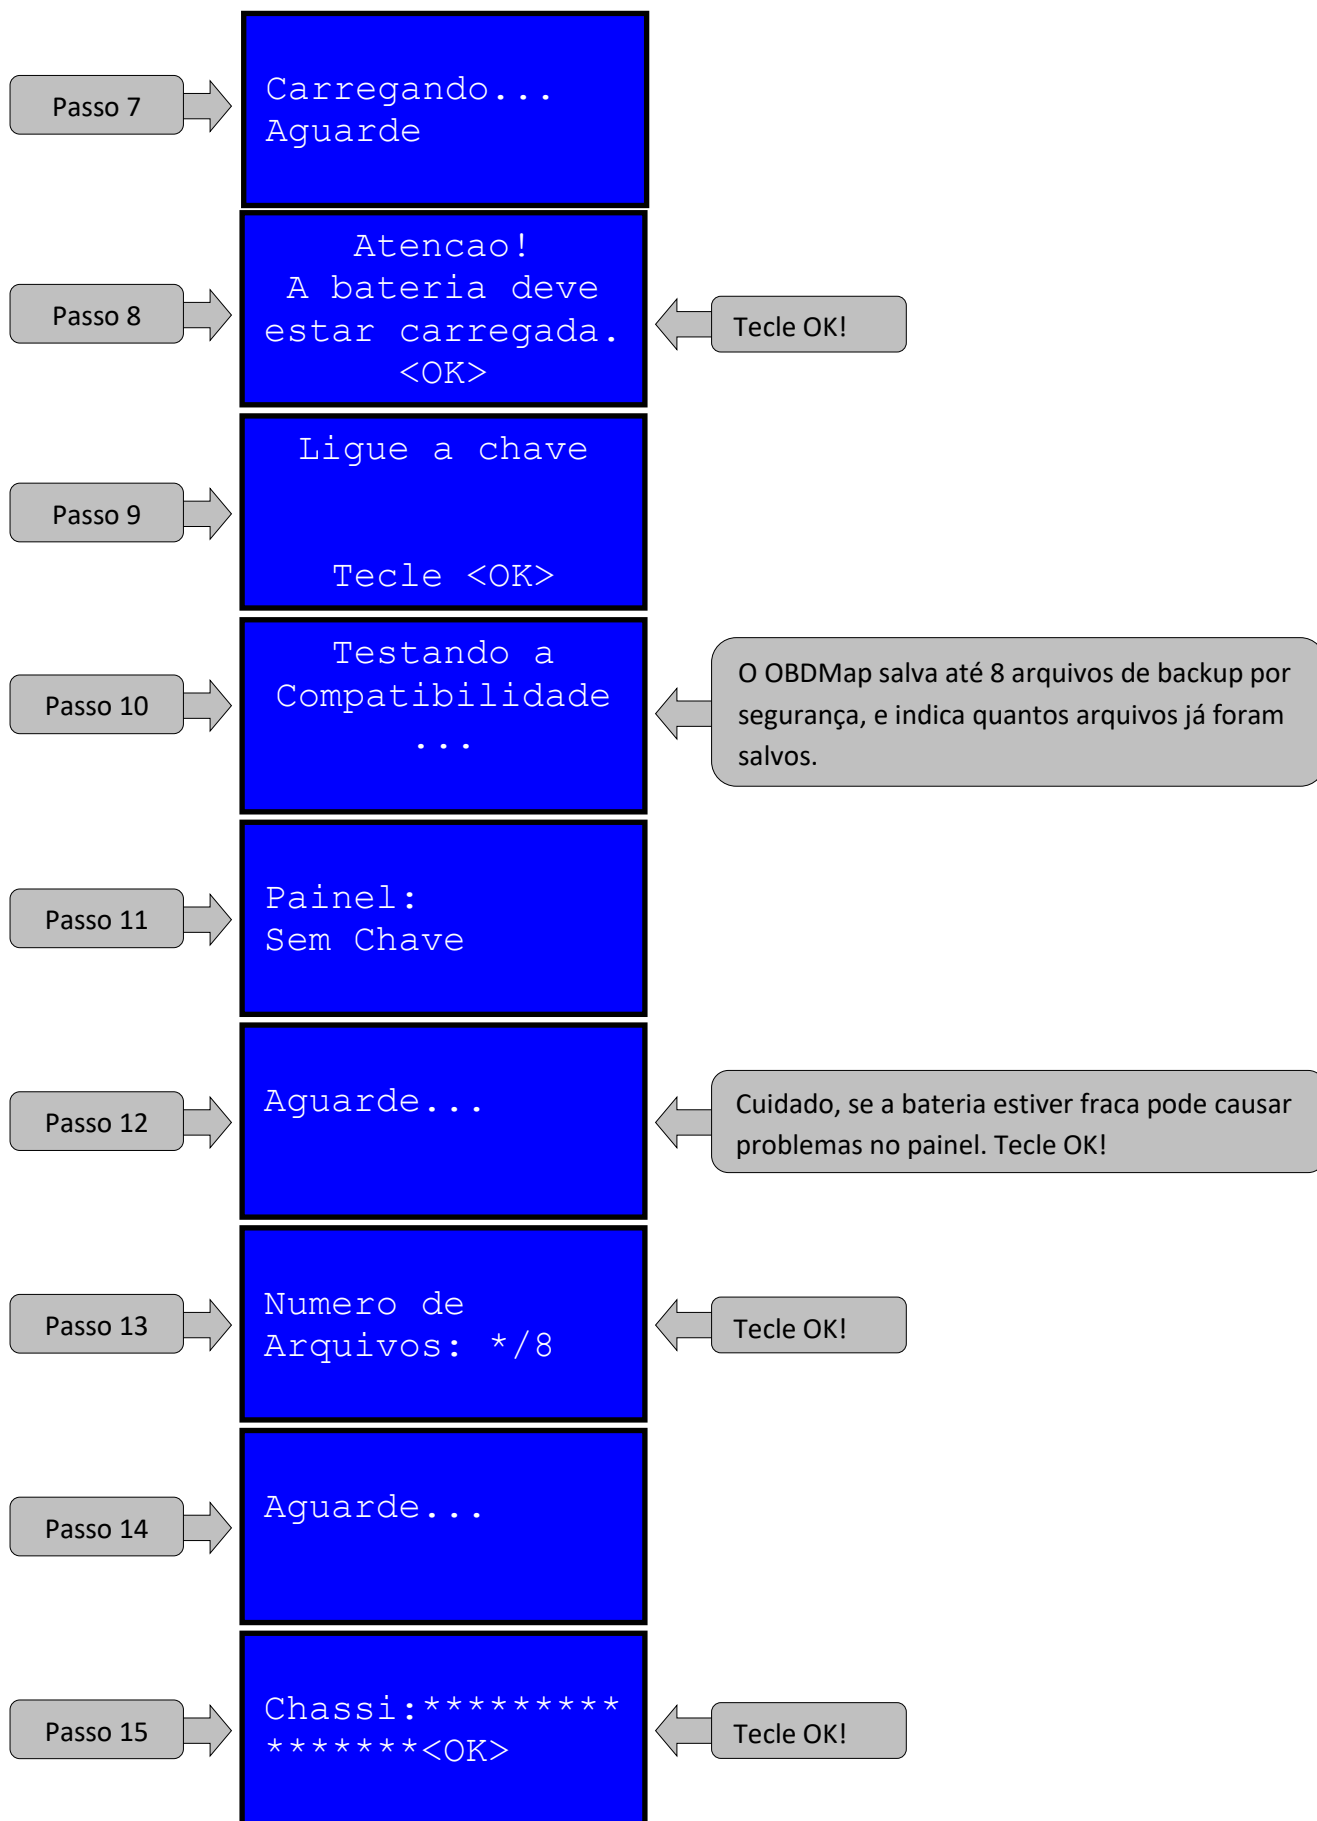 Passo 7
Carregando...
Aguarde
Passo 8
Atencao!
A bateria deve
estar carregada.
<OK>
Tecle OK!
Passo 9
Ligue a chave
Tecle <OK>
Passo 10
Testando a
Compatibilidade
...
O OBDMap salva até 8 arquivos de backup por
segurança, e indica quantos arquivos já foram
salvos.
Passo 11
Painel:
Sem Chave
Passo 12
Aguarde...
Cuidado, se a bateria estiver fraca pode causar
problemas no painel. Tecle OK!
Passo 13
Numero de
Arquivos: */8
Tecle OK!
Passo 14
Aguarde...
Passo 15
Chassi:*********
*******<OK>
Tecle OK!